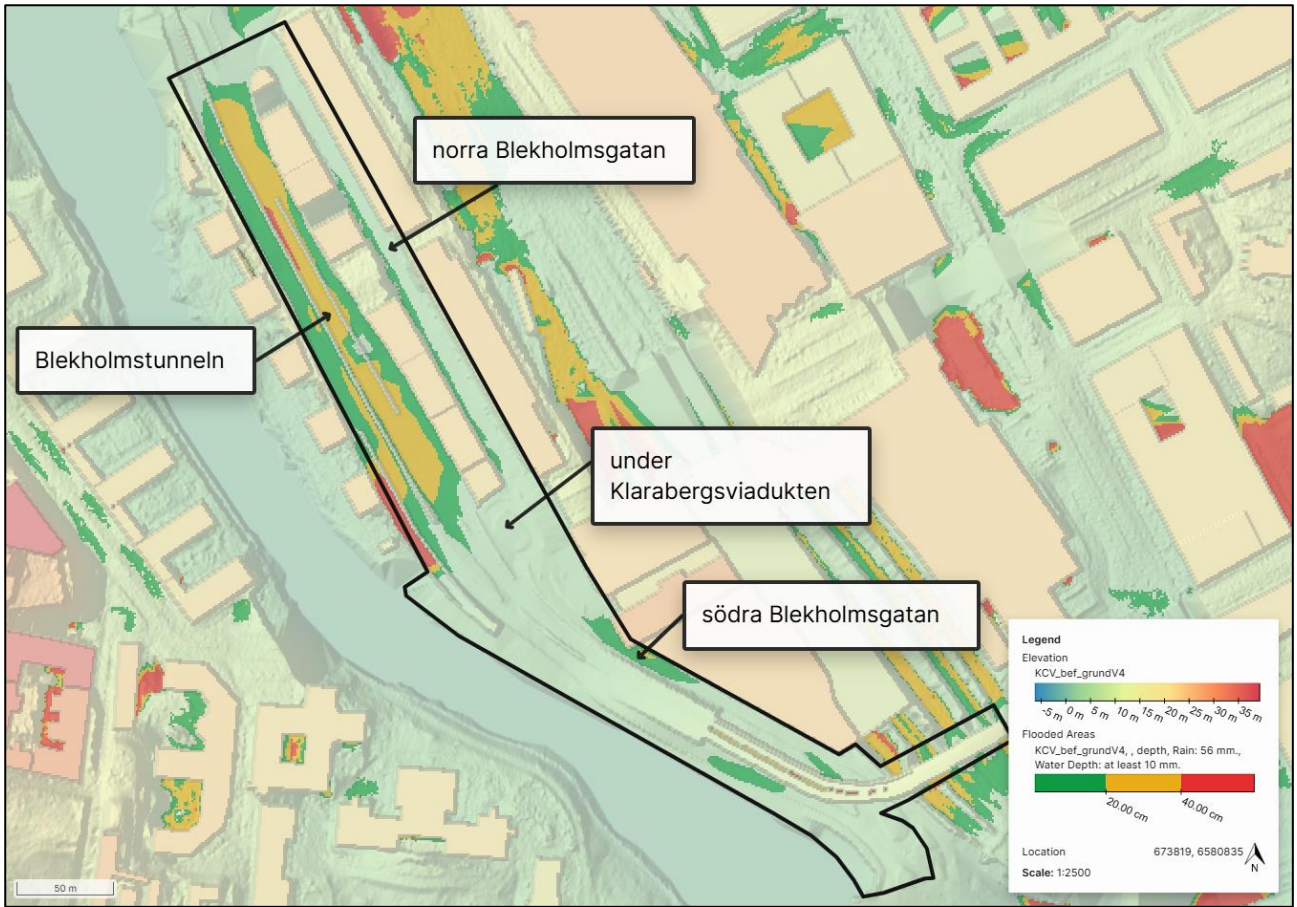 norra Blekholmsgatan
Blekholmstunneln
under
Klarabergsviadukten
södra Blekholmsgatan
Legend
Elevation
KCV_bef_grundV4
-5 m 0 m 5 m 10 m 15 m 20 m 25 m 30 m 35 m
Flooded Areas
KCV_bef_grundV4, , depth, Rain: 56 mm.,
Water Depth: at least 10 mm.
20.00 cm 40.00 cm
Location 673819, 6580835
N
Scale: 1:2500
50 m